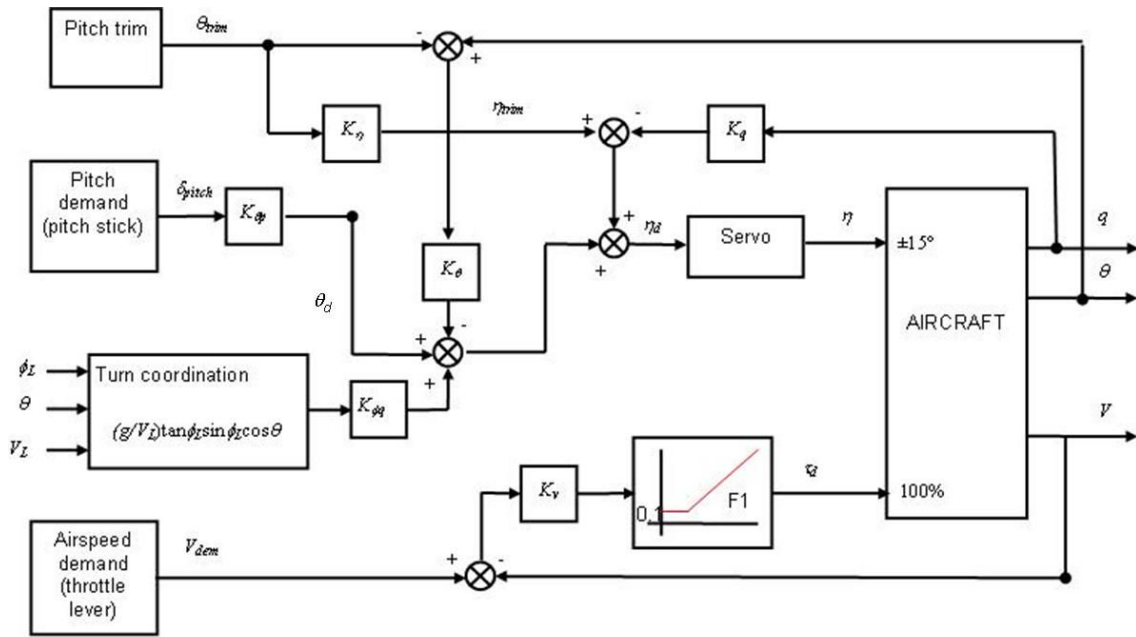 Pitch trim
θtrim
-
+
Kη
ηtrim
+
-
Kq
Pitch
demand
(pitch stick)
δpitch
Kθp
θd
Kθ
-
+
+
+
+
ηd
Servo
η
±15°
q
θ
AIRCRAFT
V
100%
ϕL
θ
VL
Turn coordination
(g/VL)tanϕLsinϕLcosθ
Kϕq
Kv
0.1
F1
τd
Airspeed
demand
(throttle
lever)
Vdem
+
-